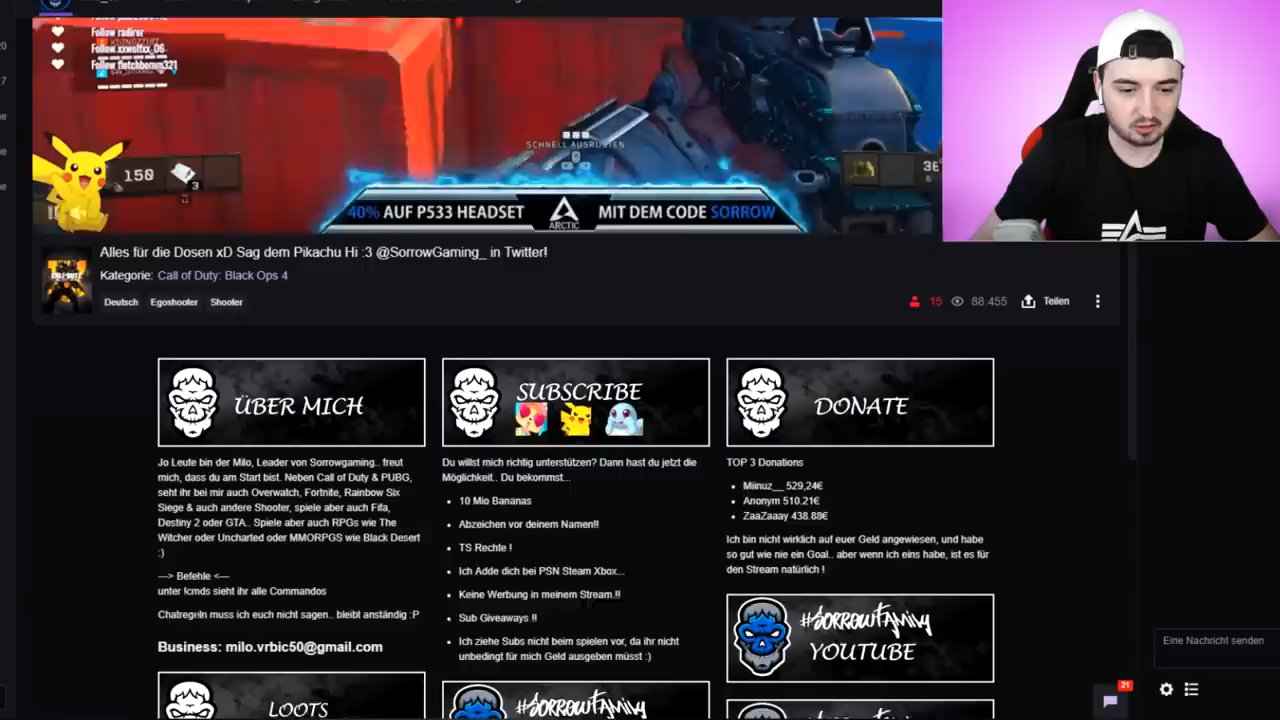 Follow radirer
Follow xxwolfxx_06
Follow fletchbomm321
150
3
SCHNELL AUSRÜSTEN
36
40% AUF P533 HEADSET
ARCTIC
MIT DEM CODE SORROW
Alles für die Dosen xD Sag dem Pikachu Hi :3 @SorrowGaming_ in Twitter!
Kategorie: Call of Duty: Black Ops 4
Deutsch
Egoshooter
Shooter
15
88.455
Teilen
ÜBER MICH
Jo Leute bin der Milo, Leader von Sorrowgaming.. freut
mich, dass du am Start bist. Neben Call of Duty & PUBG,
seht ihr bei mir auch Overwatch, Fortnite, Rainbow Six
Siege & auch andere Shooter, spiele aber auch Fifa,
Destiny 2 oder GTA.. Spiele aber auch RPGs wie The
Witcher oder Uncharted oder MMORPGS wie Black Desert
:)
---> Befehle <---
unter !cmds sieht ihr alle Commandos
Chatregeln muss ich euch nicht sagen.. bleibt anständig :P
Business: milo.vrbic50@gmail.com
LOOTS
SUBSCRIBE
Du willst mich richtig unterstützen? Dann hast du jetzt die
Möglichkeit.. Du bekommst...
• 10 Mio Bananas
• Abzeichen vor deinem Namen!!
• TS Rechte !
• Ich Adde dich bei PSN Steam Xbox...
• Keine Werbung in meinem Stream.!!
• Sub Giveaways !!
• Ich ziehe Subs nicht beim spielen vor, da ihr nicht
unbedingt für mich Geld ausgeben müsst :)
#SORROWFAMILY
DONATE
TOP 3 Donations
• Miinuz__ 529,24€
• Anonym 510.21€
• ZaaZaaay 438.88€
Ich bin nicht wirklich auf euer Geld angewiesen, und habe
so gut wie nie ein Goal.. aber wenn ich eins habe, ist es für
den Stream natürlich !
#SORROWFAMILY
YOUTUBE
Eine Nachricht senden
21